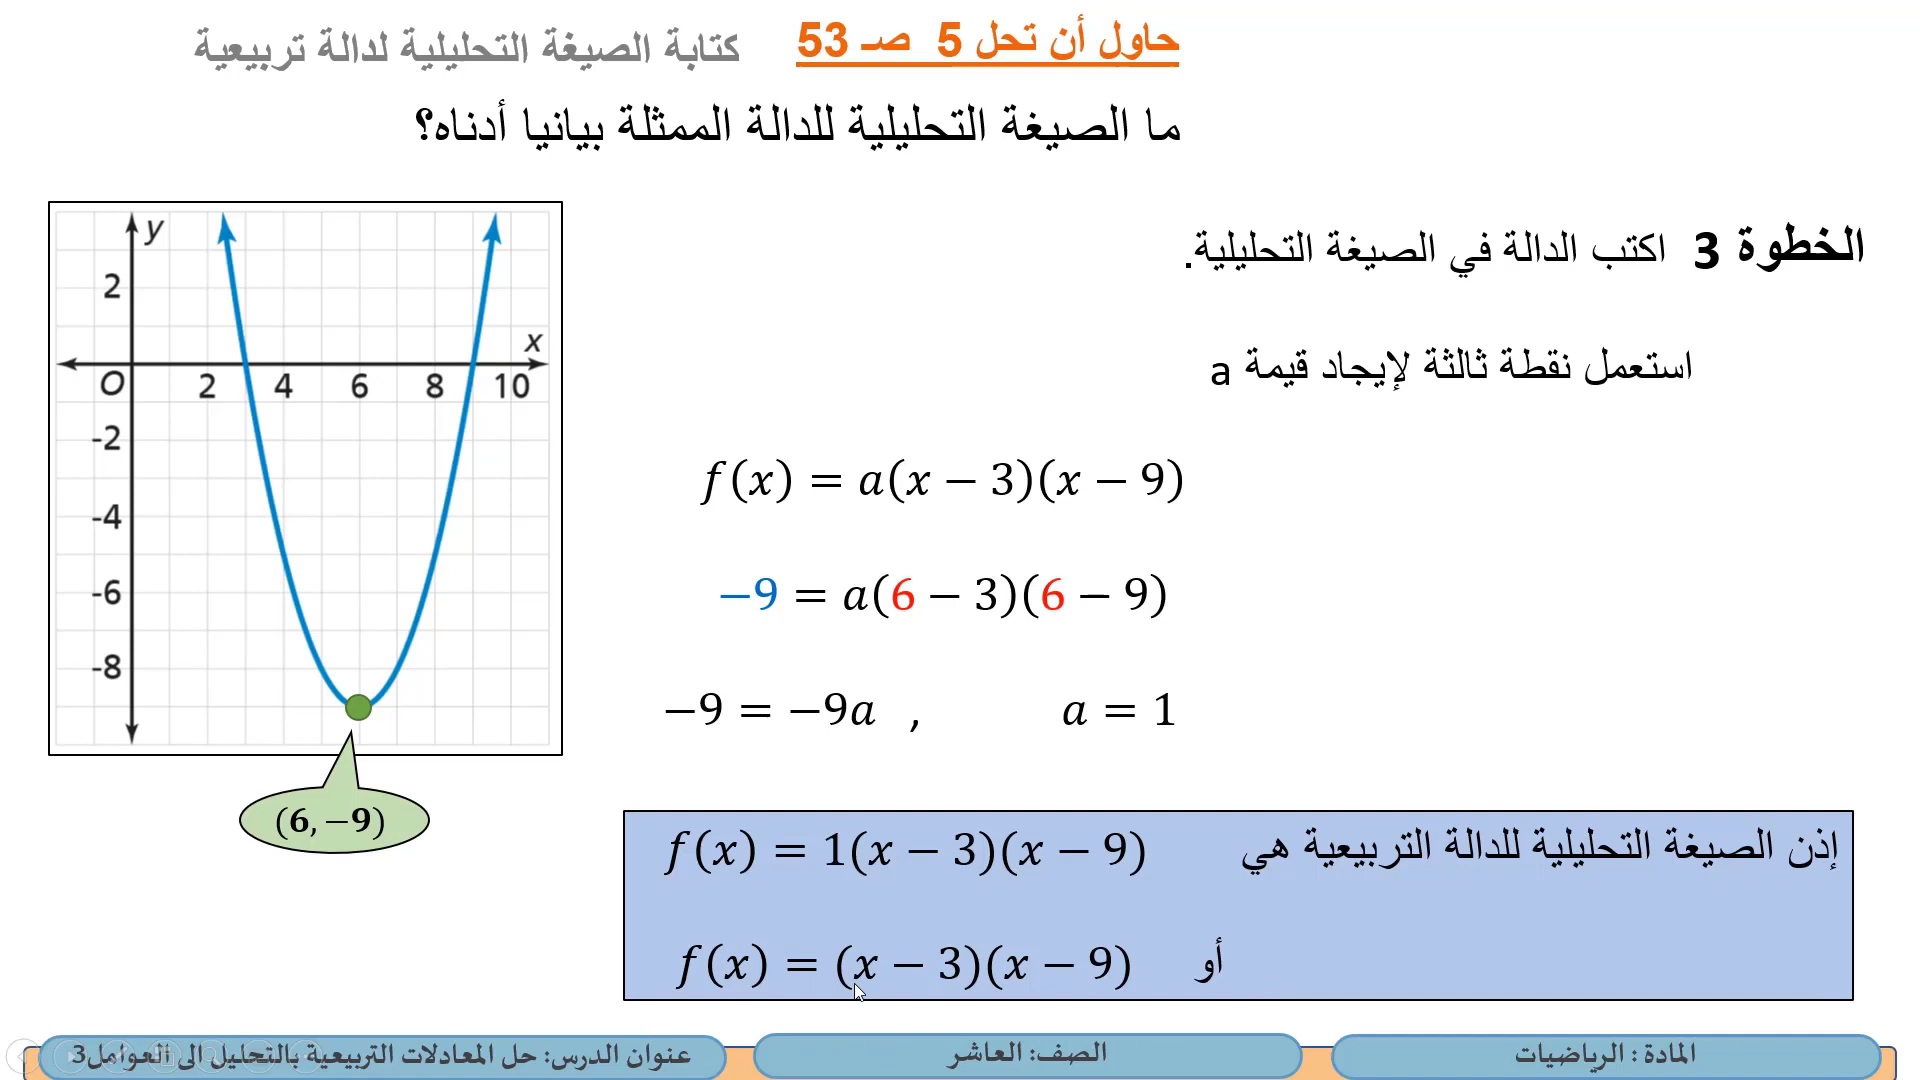 حاول أن تحل 5 صـ 53 كتابة الصيغة التحليلية لدالة تربيعية
ما الصيغة التحليلية للدالة الممثلة بيانيا أدناه؟
الخطوة 3 اكتب الدالة في الصيغة التحليلية.
استعمل نقطة ثالثة لإيجاد قيمة a
f(x) = a(x − 3)(x − 9)
−9 = a(6 − 3)(6 − 9)
−9 = −9a , a = 1
y
2
x
O 2 4 6 8 10
-2
-4
-6
-8
(6, −9)
إذن الصيغة التحليلية للدالة التربيعية هي f(x) = 1(x − 3)(x − 9)
أو f(x) = (x − 3)(x − 9)
المادة : الرياضيات
الصف: العاشر
عنوان الدرس: حل المعادلات التربيعية بالتحليل الى العوامل3